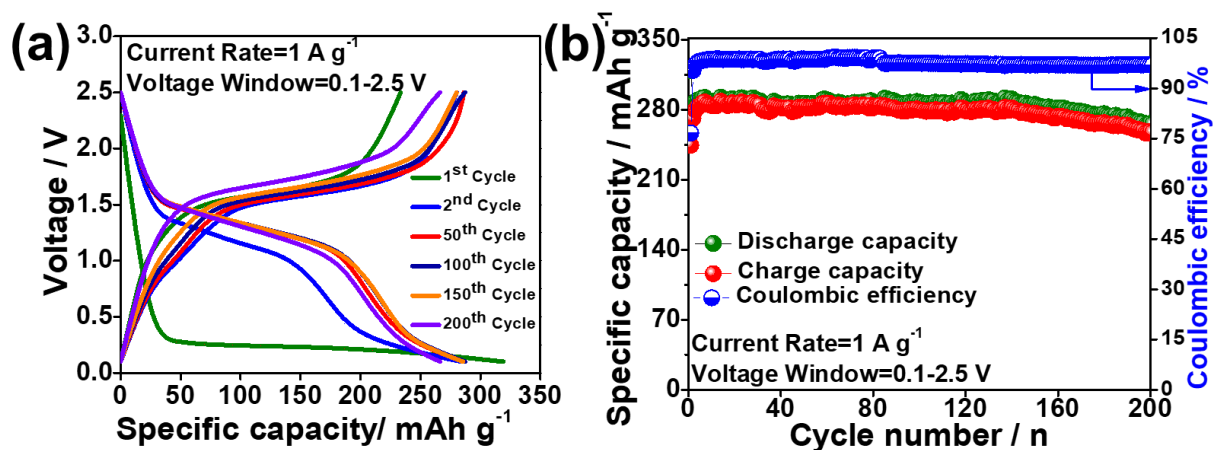 (a)
Current Rate=1 A g-1
Voltage Window=0.1-2.5 V
Voltage / V
3.0
2.5
2.0
1.5
1.0
0.5
0.0
1st Cycle
2nd Cycle
50th Cycle
100th Cycle
150th Cycle
200th Cycle
0 50 100 150 200 250 300 350
Specific capacity/ mAh g-1
(b)
Specific capacity / mAh g-1
350
280
210
140
70
0
Discharge capacity
Charge capacity
Coulombic efficiency
Current Rate=1 A g-1
Voltage Window=0.1-2.5 V
0 40 80 120 160 200
Cycle number / n
105
90
75
60
45
30
15
0
Coulombic efficiency / %